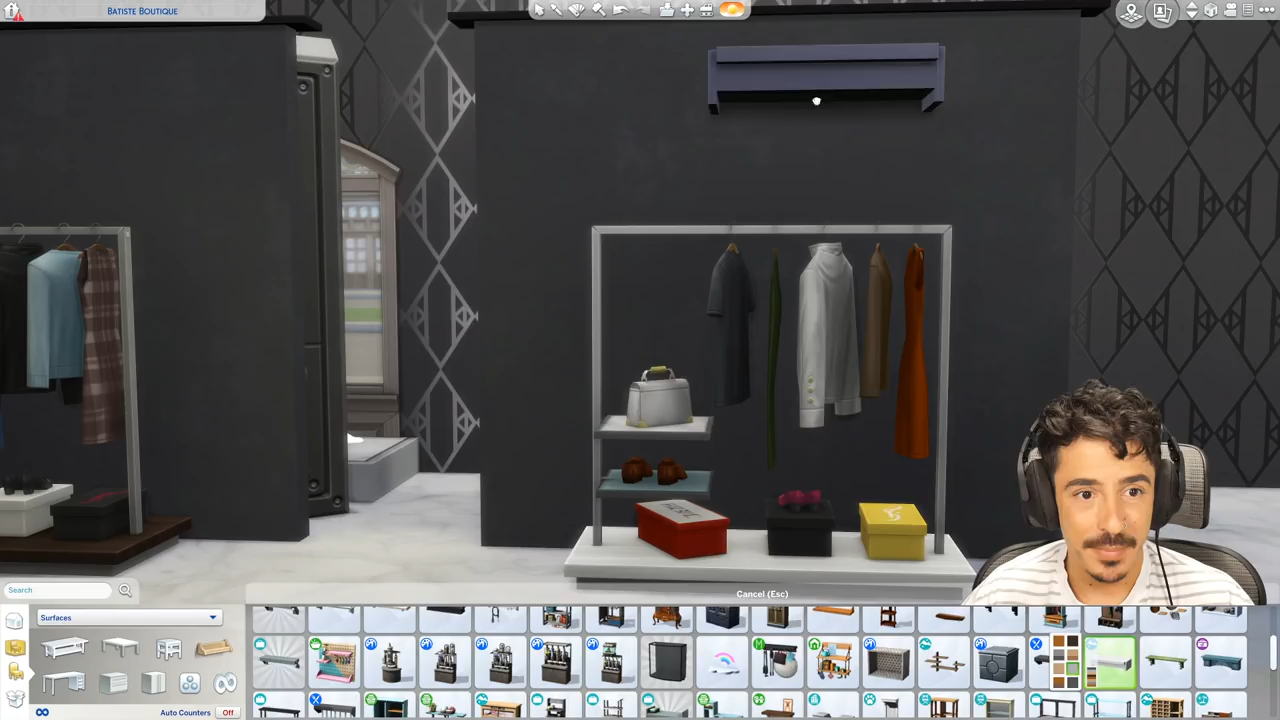 BATISTE BOUTIQUE
Cancel (Esc)
Search
Surfaces
Auto Counters Off